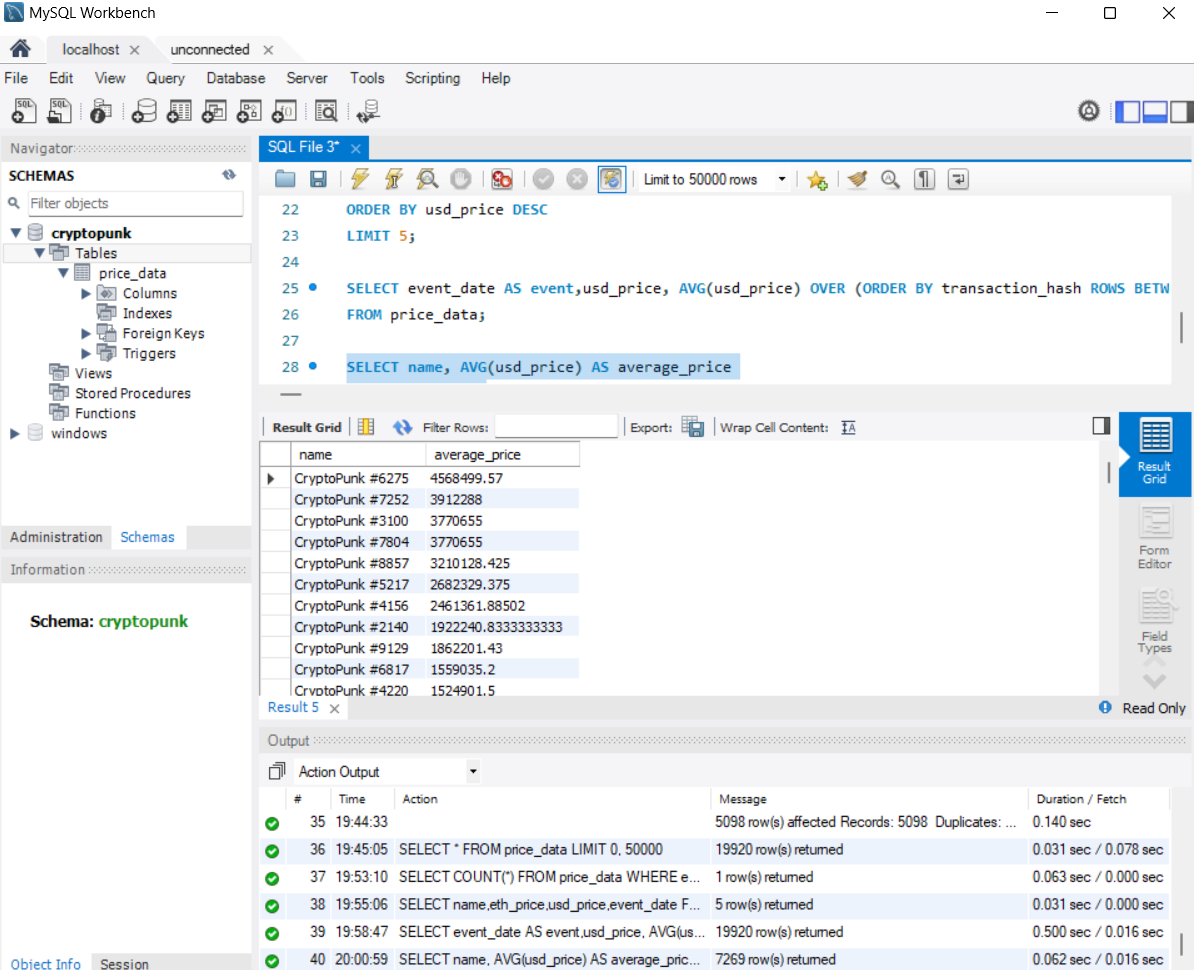 MySQL Workbench
localhost
unconnected
File Edit View Query Database Server Tools Scripting Help
Navigator
SCHEMAS
Filter objects
cryptopunk
Tables
price_data
Columns
Indexes
Foreign Keys
Triggers
Views
Stored Procedures
Functions
windows
Administration Schemas
Information
Schema: cryptopunk
Object Info Session
SQL File 3*
Limit to 50000 rows
22 ORDER BY usd_price DESC
23 LIMIT 5;
24
25 SELECT event_date AS event,usd_price, AVG(usd_price) OVER (ORDER BY transaction_hash ROWS BETW
26 FROM price_data;
27
28 SELECT name, AVG(usd_price) AS average_price
Result Grid Filter Rows: Export: Wrap Cell Content:
name average_price
CryptoPunk #6275 4568499.57
CryptoPunk #7252 3912288
CryptoPunk #3100 3770655
CryptoPunk #7804 3770655
CryptoPunk #8857 3210128.425
CryptoPunk #5217 2682329.375
CryptoPunk #4156 2461361.88502
CryptoPunk #2140 1922240.8333333333
CryptoPunk #9129 1862201.43
CryptoPunk #6817 1559035.2
CryptoPunk #4220 1524901.5
Result
Grid
Form
Editor
Field
Types
Result 5
Read Only
Output
Action Output
# Time Action Message Duration / Fetch
35 19:44:33 5098 row(s) affected Records: 5098 Duplicates: ... 0.140 sec
36 19:45:05 SELECT * FROM price_data LIMIT 0, 50000 19920 row(s) returned 0.031 sec / 0.078 sec
37 19:53:10 SELECT COUNT(*) FROM price_data WHERE e... 1 row(s) returned 0.063 sec / 0.000 sec
38 19:55:06 SELECT name,eth_price,usd_price,event_date F... 5 row(s) returned 0.031 sec / 0.000 sec
39 19:58:47 SELECT event_date AS event,usd_price, AVG(us... 19920 row(s) returned 0.500 sec / 0.016 sec
40 20:00:59 SELECT name, AVG(usd_price) AS average_pric... 7269 row(s) returned 0.062 sec / 0.016 sec